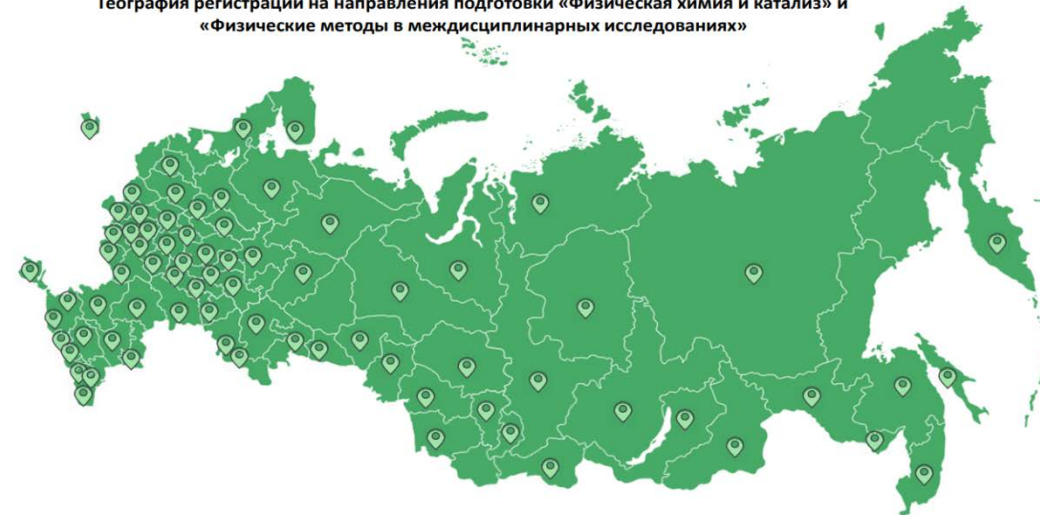 География регистрации на направления подготовки «Физическая химия и катализ» и
«Физические методы в междисциплинарных исследованиях»